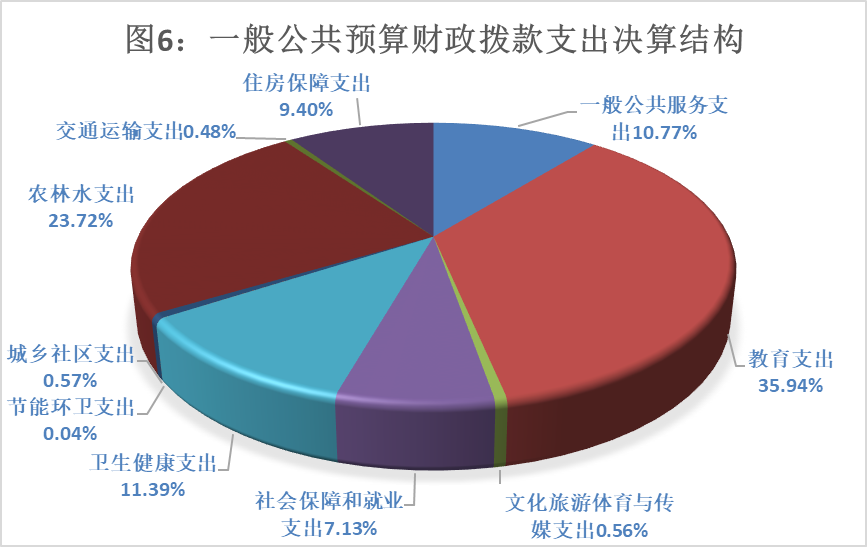 图6：一般公共预算财政拨款支出决算结构
住房保障支出
9.40%
一般公共服务支
出10.77%
交通运输支出0.48%
农林水支出
23.72%
城乡社区支出
0.57%
节能环卫支出
0.04%
卫生健康支出
11.39%
社会保障和就业
支出7.13%
文化旅游体育与传
媒支出0.56%
教育支出
35.94%